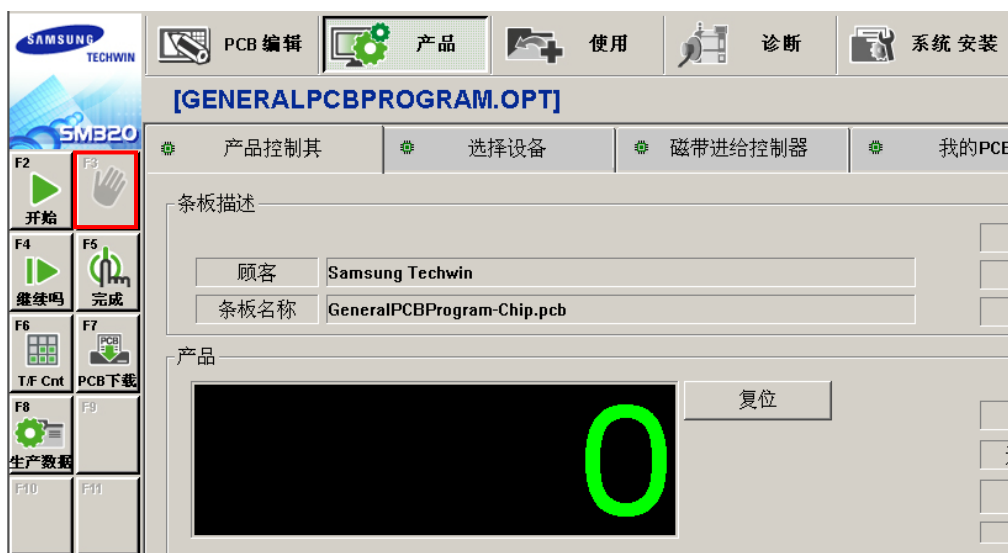 SAMSUNG
TECHWIN
SM320
PCB 编辑
产品
使用
诊断
系统 安装
[GENERALPCBPROGRAM.OPT]
产品控制其
选择设备
磁带进给控制器
我的PCB
F2
开始
F3
F4
继续吗
F5
完成
F6
T/F Cnt
F7
PCB
PCB下载
F8
生产数据
F9
F10
F11
条板描述
顾客
Samsung Techwin
条板名称
GeneralPCBProgram-Chip.pcb
产品
0
复位